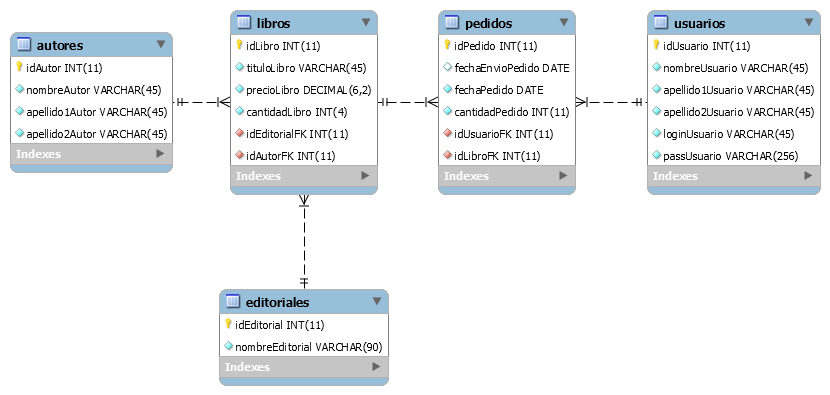 autores
idAutor INT(11)
nombreAutor VARCHAR(45)
apellido1Autor VARCHAR(45)
apellido2Autor VARCHAR(45)
Indexes
libros
idLibro INT(11)
tituloLibro VARCHAR(45)
precioLibro DECIMAL(6,2)
cantidadLibro INT(4)
idEditorialFK INT(11)
idAutorFK INT(11)
Indexes
pedidos
idPedido INT(11)
fechaEnvioPedido DATE
fechaPedido DATE
cantidadPedido INT(11)
idUsuarioFK INT(11)
idLibroFK INT(11)
Indexes
usuarios
idUsuario INT(11)
nombreUsuario VARCHAR(45)
apellido1Usuario VARCHAR(45)
apellido2Usuario VARCHAR(45)
loginUsuario VARCHAR(45)
passUsuario VARCHAR(256)
Indexes
editoriales
idEditorial INT(11)
nombreEditorial VARCHAR(90)
Indexes